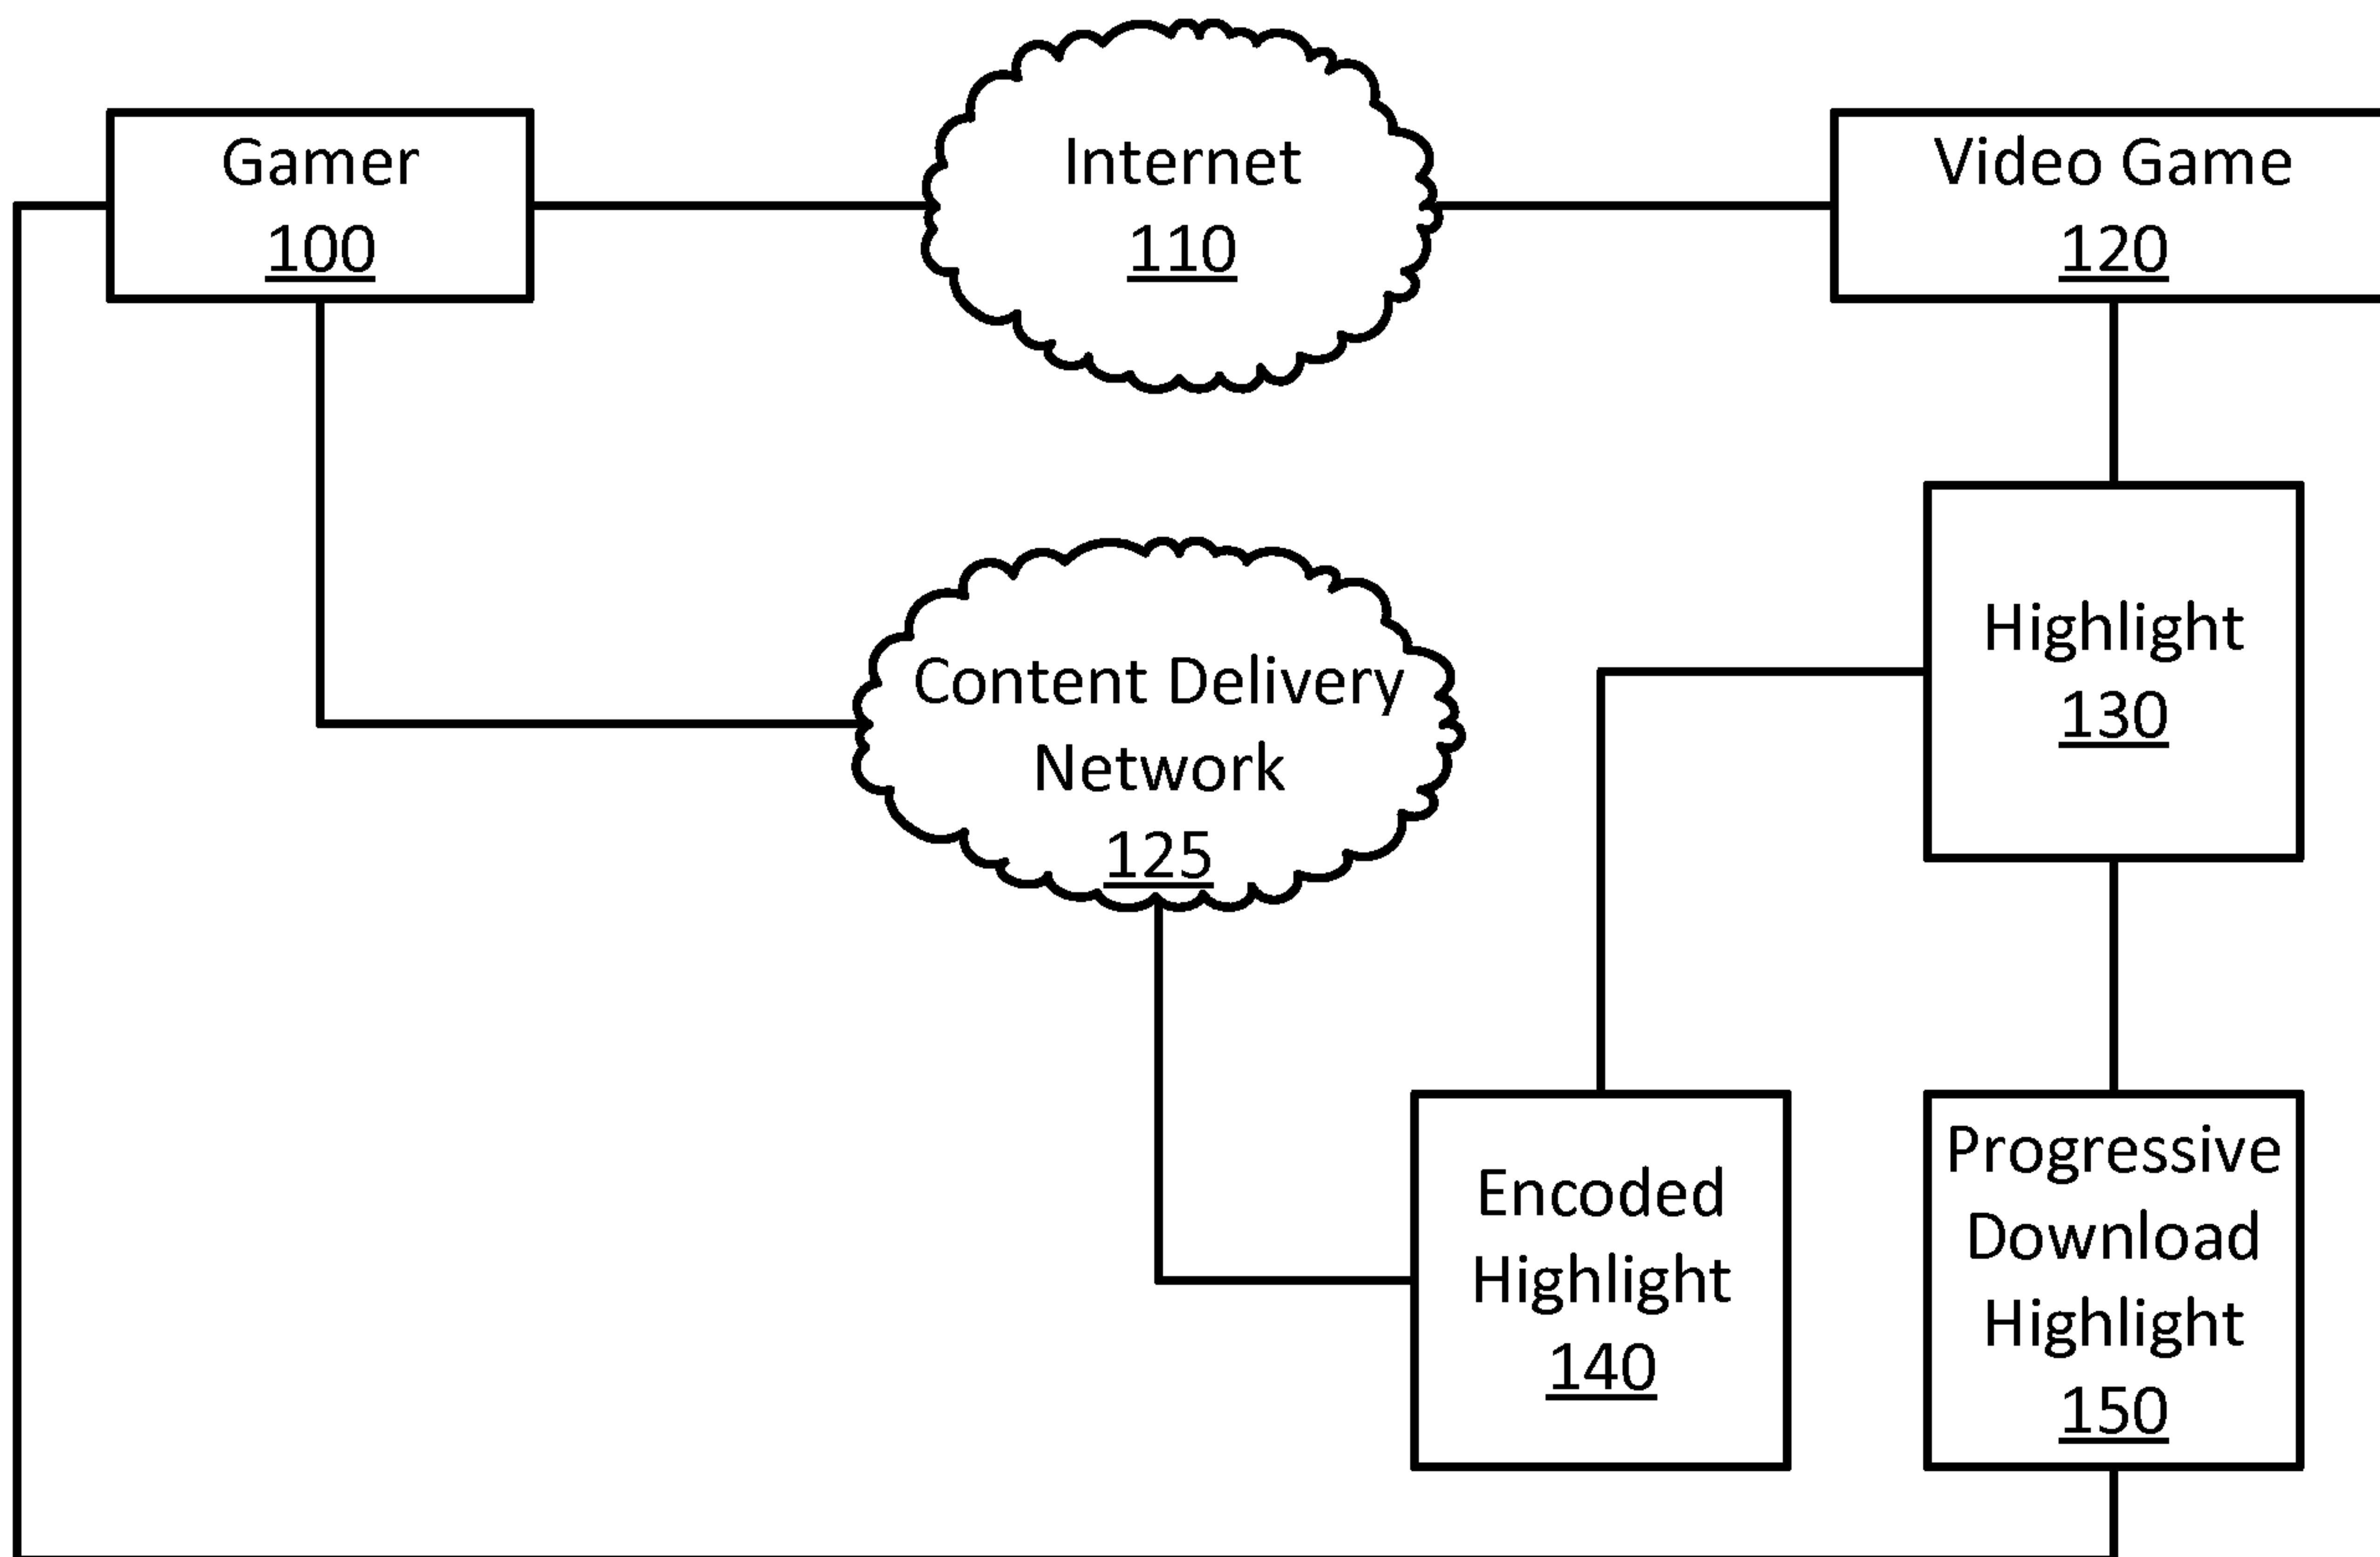 Gamer
100
Internet
110
Video Game
120
Highlight
130
Content Delivery
Network
125
Encoded
Highlight
140
Progressive
Download
Highlight
150